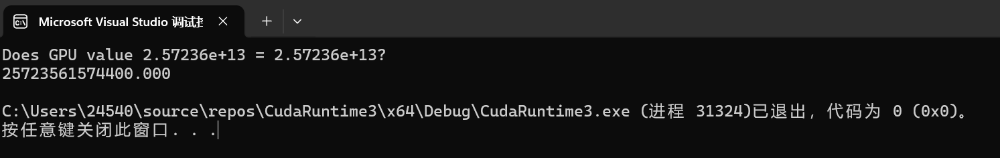 Microsoft Visual Studio 调试
Does GPU value 2.57236e+13 = 2.57236e+13?
25723561574400.000
C:\Users\24540\source\repos\CudaRuntime3\x64\Debug\CudaRuntime3.exe (进程 31324)已退出，代码为 0 (0x0)。
按任意键关闭此窗口. . .